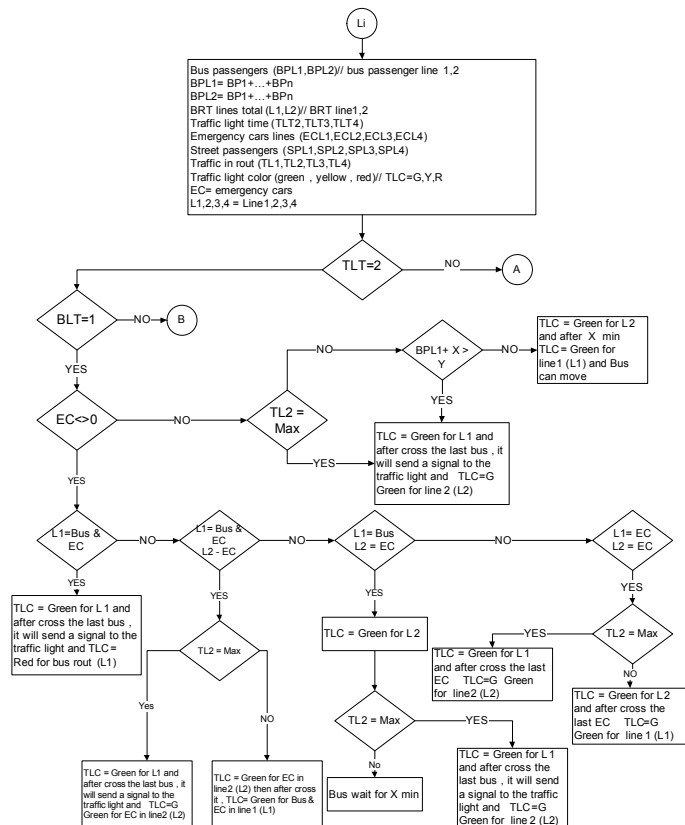 Li
Bus passengers (BPL1,BPL2)// bus passenger line 1,2
BPL1= BP1+…+BPn
BPL2= BP1+…+BPn
BRT lines total (L1,L2)// BRT line1,2
Traffic light time (TLT2,TLT3,TLT4)
Emergency cars lines (ECL1,ECL2,ECL3,ECL4)
Street passengers (SPL1,SPL2,SPL3,SPL4)
Traffic in rout (TL1,TL2,TL3,TL4)
Traffic light color (green , yellow , red)// TLC=G,Y,R
EC= emergency cars
L1,2,3,4 = Line1,2,3,4
TLT=2
NO
A
BLT=1
NO
B
YES
EC<>0
NO
TL2 =
Max
NO
BPL1+ X >
Y
NO
TLC = Green for L2
and after X min
TLC = Green for
line1 (L1) and Bus
can move
YES
YES
TLC = Green for L1 and
after cross the last bus , it
will send a signal to the
traffic light and TLC=G
Green for line 2 (L2)
YES
L1=Bus &
EC
NO
L1= Bus &
EC
L2 - EC
NO
L1= Bus
L2 = EC
NO
L1= EC
L2 = EC
YES
TLC = Green for L1 and
after cross the last bus ,
it will send a signal to the
traffic light and TLC=
Red for bus rout (L1)
YES
TL2 = Max
Yes
TLC = Green for L1 and
after cross the last bus , it
will send a signal to the
traffic light and TLC=G
Green for EC in line2 (L2)
NO
TLC = Green for EC in
line2 (L2) then after cross
it , TLC= Green for Bus &
EC in line1 (L1)
YES
TLC = Green for L2
TL2 = Max
YES
TLC = Green for L1
and after cross the
last bus , it will send
a signal to the traffic
light and TLC=G
Green for line 2 (L2)
No
Bus wait for X min
YES
TL2 = Max
YES
TLC = Green for L1
and after cross the last
EC TLC=G Green
for line2 (L2)
NO
TLC = Green for L2
and after cross the
last EC TLC=G
Green for line 1 (L1)